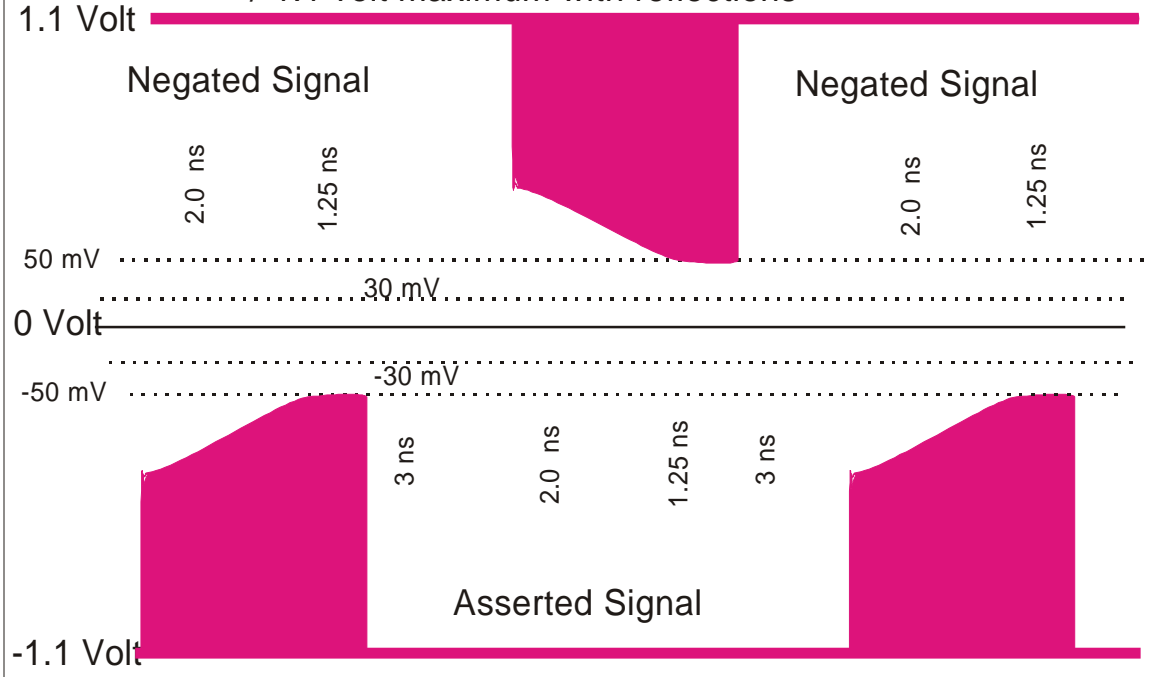 1.1 Volt
Negated Signal
Negated Signal
2.0 ns
1.25 ns
2.0 ns
1.25 ns
50 mV
30 mV
0 Volt
-30 mV
-50 mV
3 ns
2.0 ns
1.25 ns
3 ns
Asserted Signal
-1.1 Volt